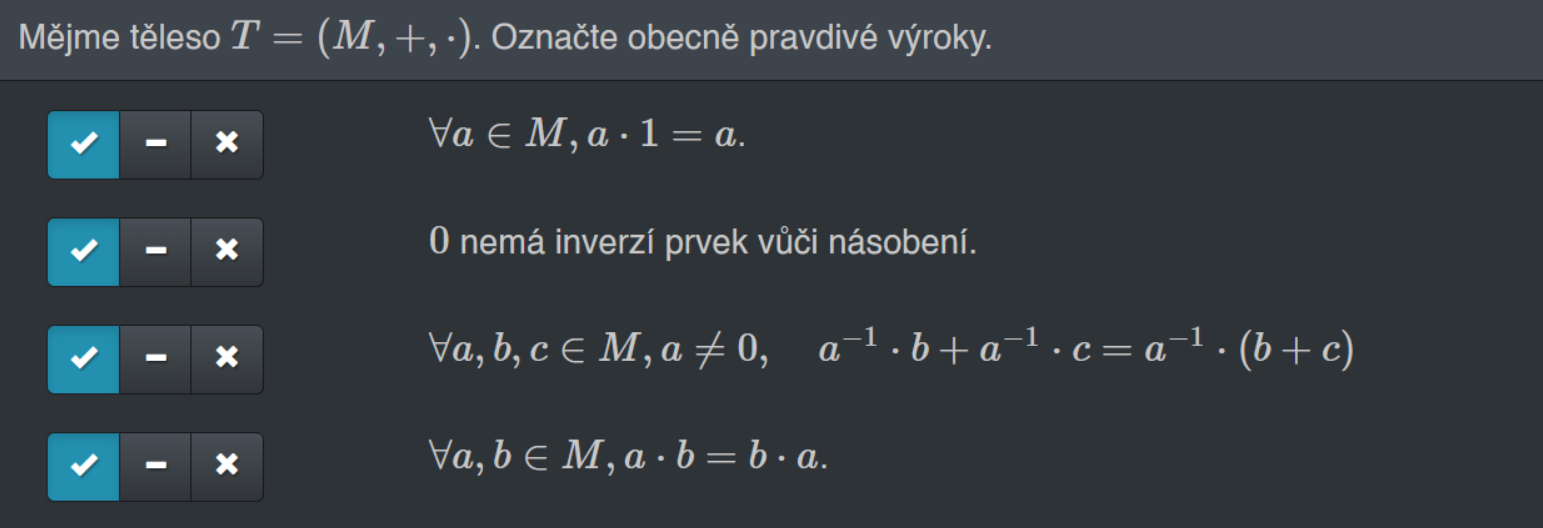 Mějme těleso T = (M, +, ·). Označte obecně pravdivé výroky.
∀a ∈ M, a · 1 = a.
0 nemá inverzí prvek vůči násobení.
∀a, b, c ∈ M, a ≠ 0, a⁻¹ · b + a⁻¹ · c = a⁻¹ · (b + c)
∀a, b ∈ M, a · b = b · a.